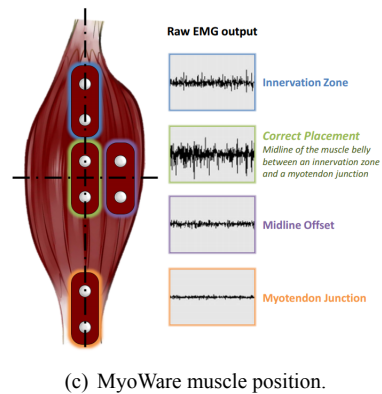 Raw EMG output
Innervation Zone
Correct Placement
Midline of the muscle belly
between an innervation zone
and a myotendon junction
Midline Offset
Myotendon Junction
(c) MyoWare muscle position.